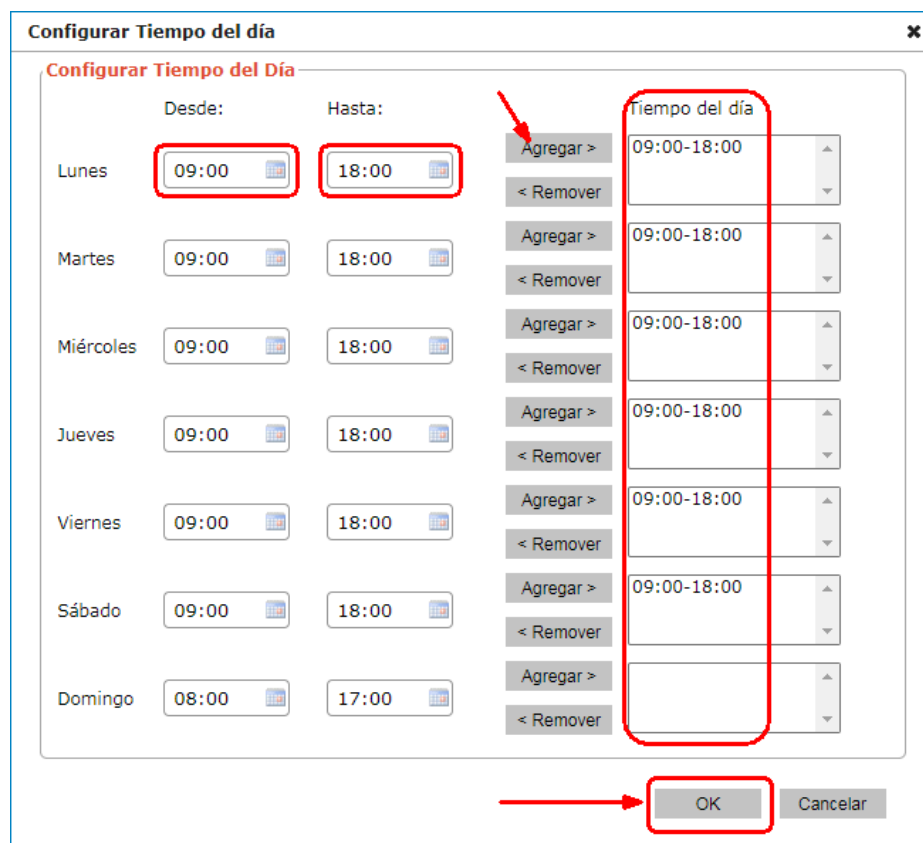 Configurar Tiempo del día
Configurar Tiempo del Día
Desde: Hasta: Tiempo del día
Agregar > 09:00-18:00
Lunes 09:00 18:00
< Remover
Agregar > 09:00-18:00
Martes 09:00 18:00
< Remover
Agregar > 09:00-18:00
Miércoles 09:00 18:00
< Remover
Agregar > 09:00-18:00
Jueves 09:00 18:00
< Remover
Agregar > 09:00-18:00
Viernes 09:00 18:00
< Remover
Agregar > 09:00-18:00
Sábado 09:00 18:00
< Remover
Agregar >
Domingo 08:00 17:00
< Remover
OK Cancelar